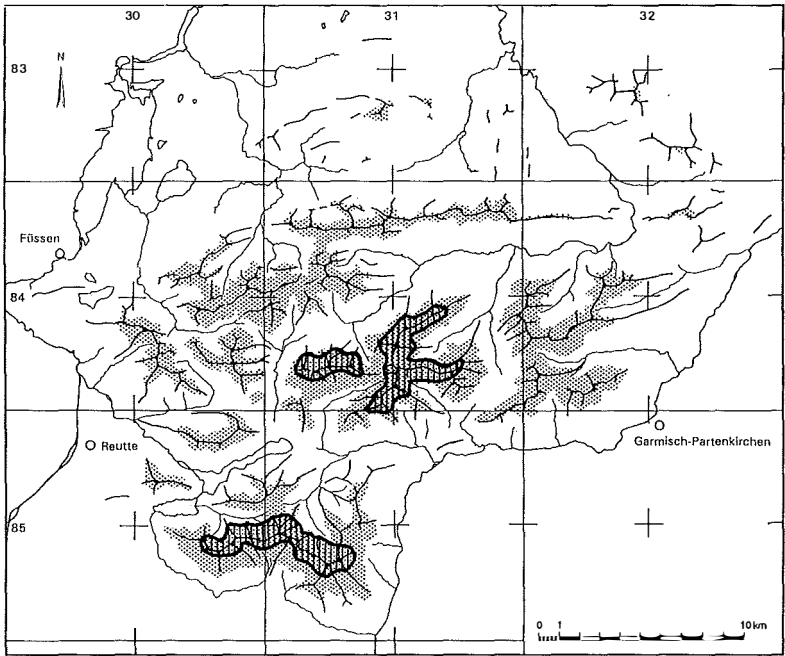 30 31 32
83
N
Füssen
84
Garmisch-Partenkirchen
Reutte
85
0 1 10km